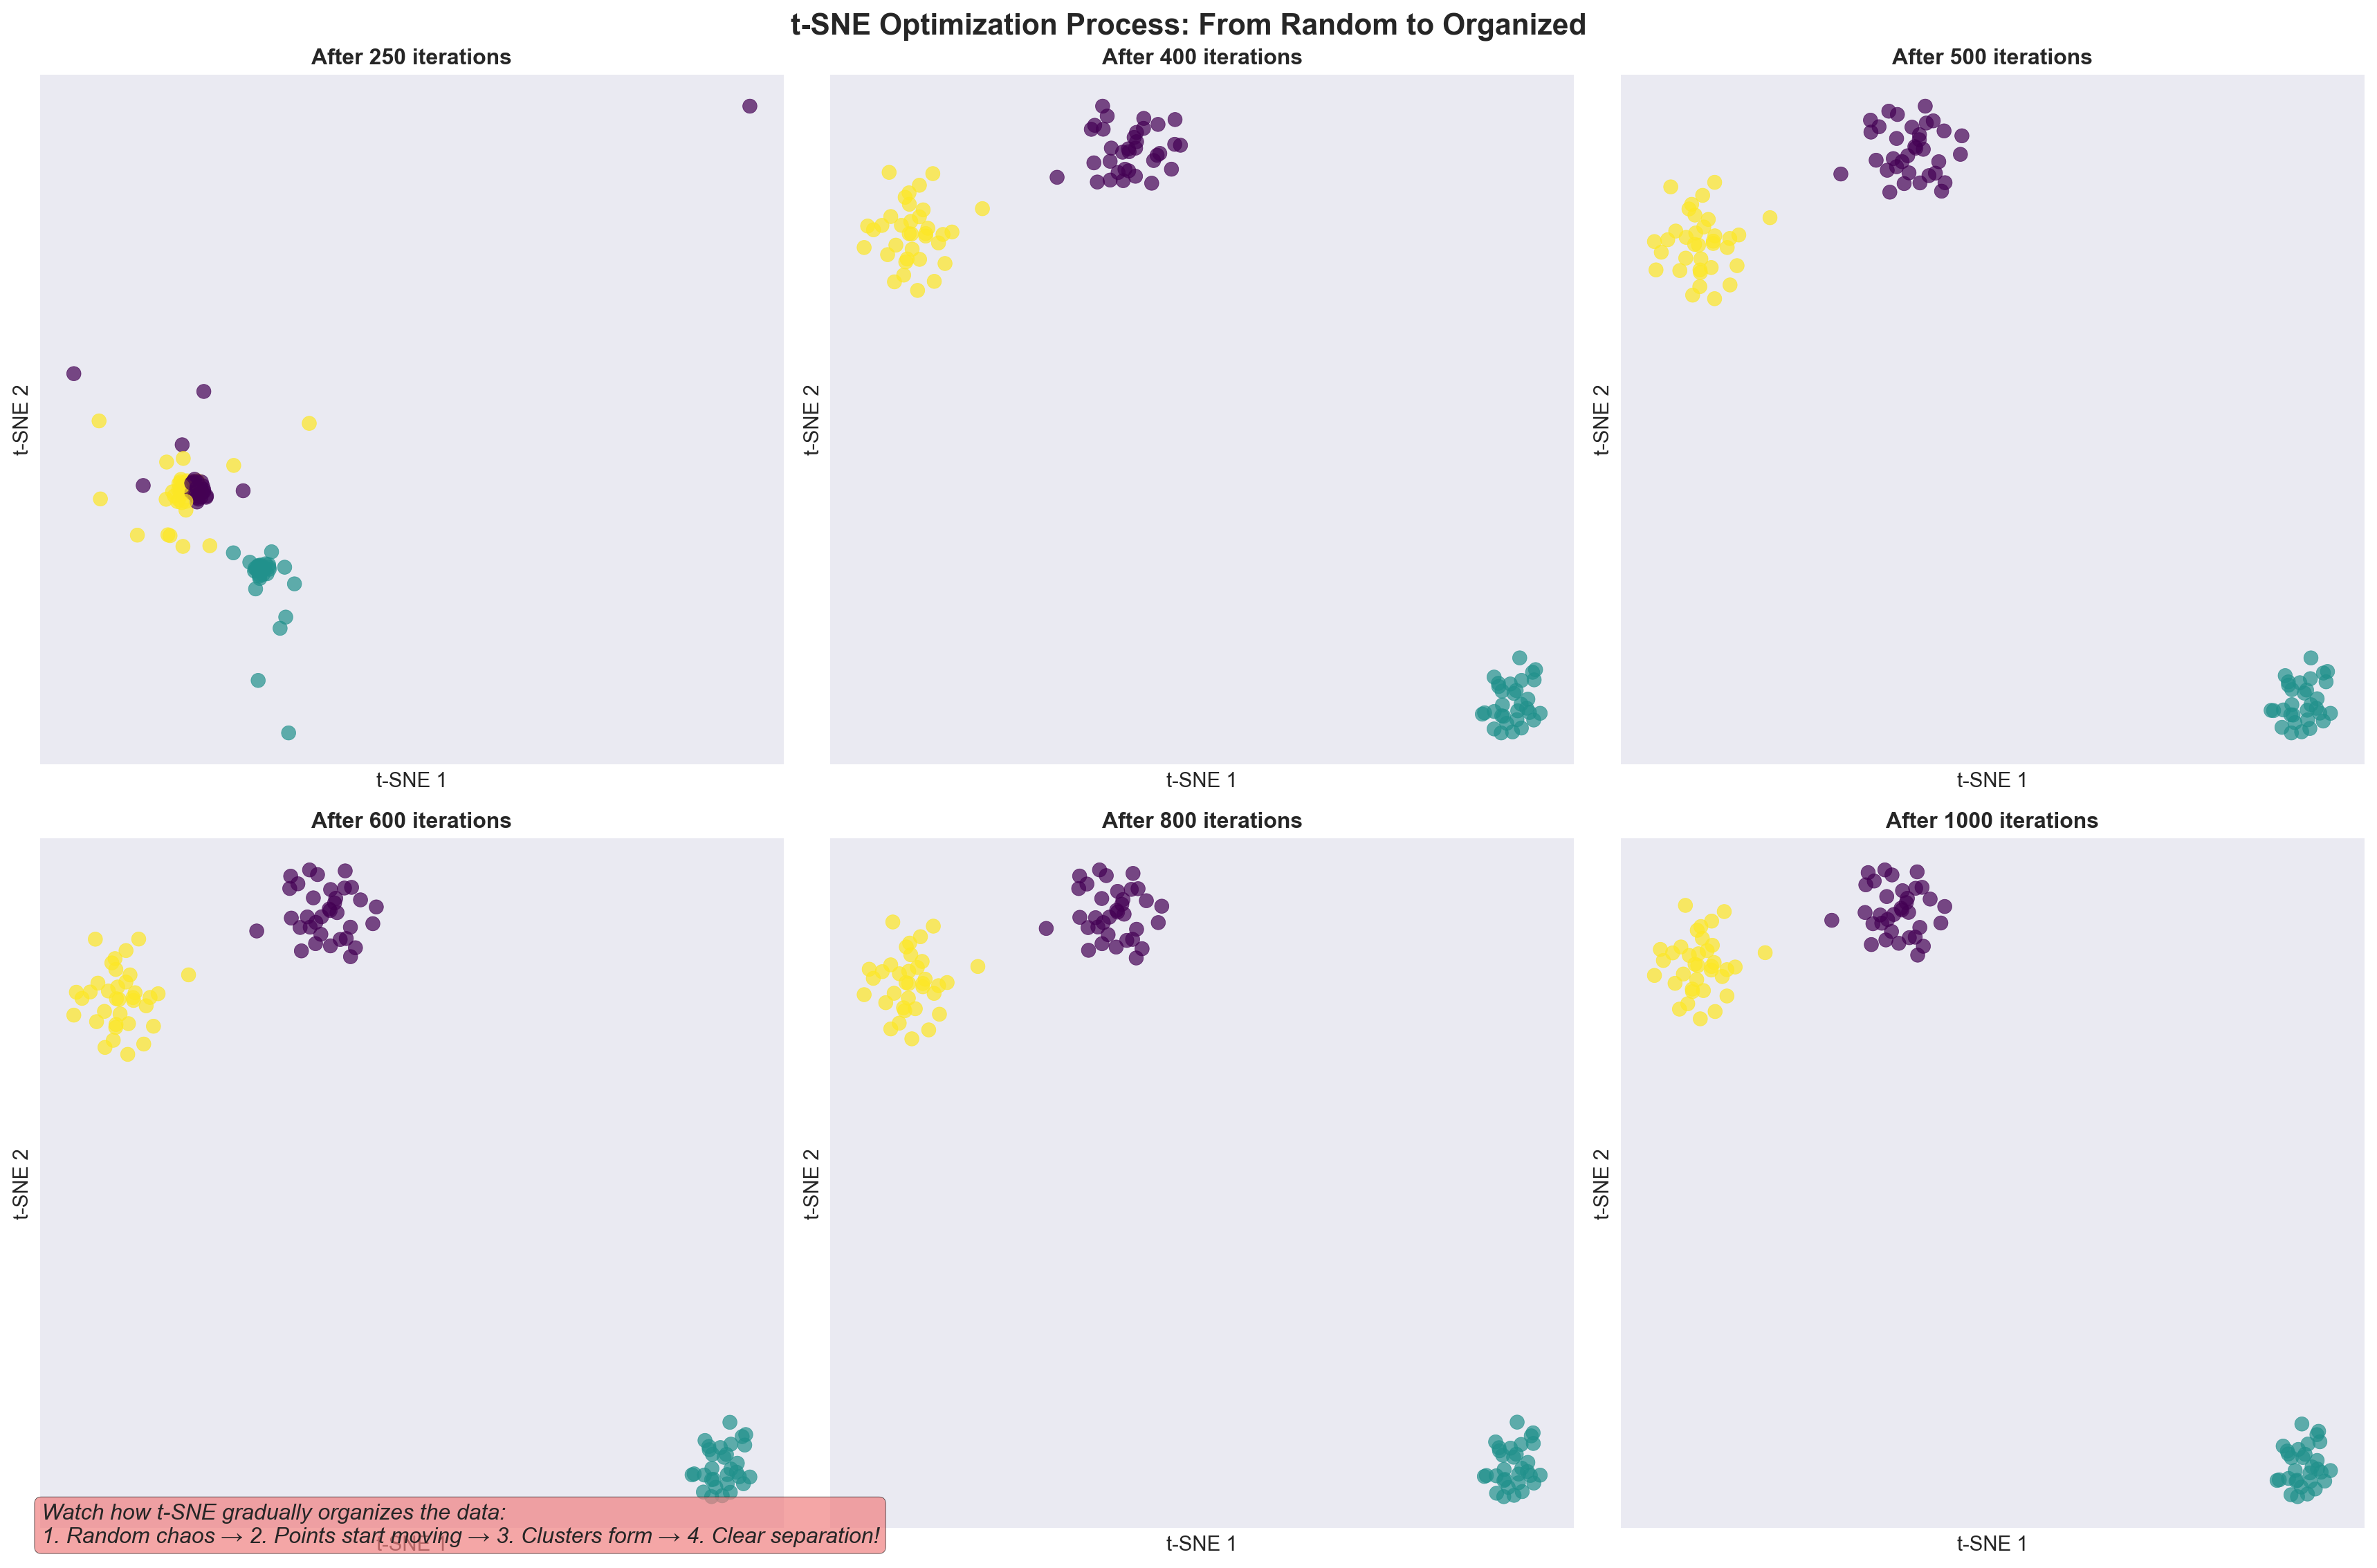 t-SNE Optimization Process: From Random to Organized
After 250 iterations
After 400 iterations
After 500 iterations
t-SNE 2
t-SNE 2
t-SNE 2
t-SNE 1
t-SNE 1
t-SNE 1
After 600 iterations
After 800 iterations
After 1000 iterations
t-SNE 2
t-SNE 2
t-SNE 2
Watch how t-SNE gradually organizes the data:
1. Random chaos → 2. Points start moving → 3. Clusters form → 4. Clear separation!
t-SNE 1
t-SNE 1
t-SNE 1